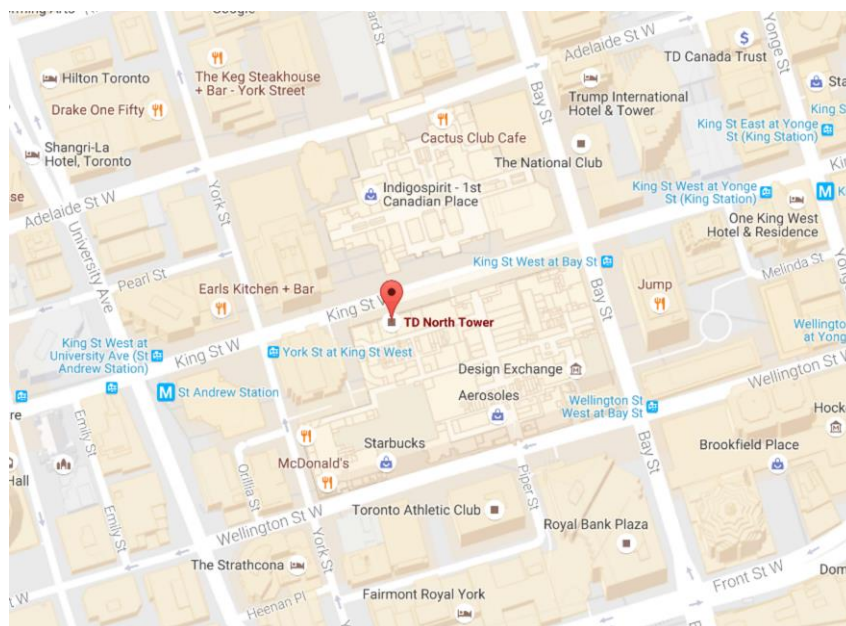 Google
Adelaide St W
Yonge St
TD Canada Trust
Hilton Toronto
The Keg Steakhouse
+ Bar - York Street
Drake One Fifty
Trump International
Hotel & Tower
King St East at Yonge
St (King Station)
Cactus Club Cafe
Shangri-La
Hotel, Toronto
Bay St
The National Club
York St
Indigospirit - 1st
Canadian Place
King St West at Yonge
St (King Station)
M
Adelaide St W
University Ave
One King West
Hotel & Residence
Pearl St
King St West at Bay St
Melinda St
Earls Kitchen + Bar
King St W
Jump
Bay St
TD North Tower
King St West at
University Ave (St
Andrew Station)
King St W
York St at King St West
Wellington
at Yong
Design Exchange
Wellington St W
M
St Andrew Station
Aerosoles
Wellington St
West at Bay St
Emily St
Starbucks
Bay St
Brookfield Place
Hall
McDonald's
Orillia St
Piper St
Emily St
Wellington St W
Toronto Athletic Club
Royal Bank Plaza
York St
The Strathcona
Front St W
Heenan Pl
Fairmont Royal York